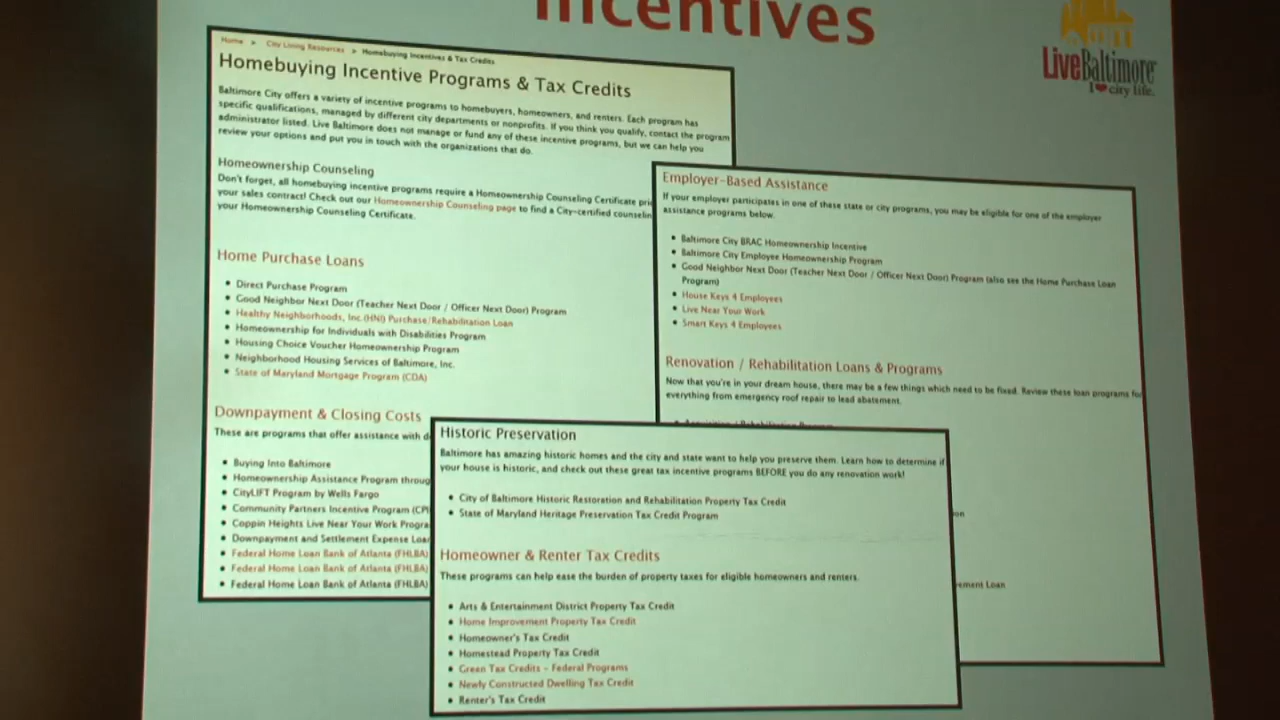 Incentives
LiveBaltimore
I city life.
Home > City Living Resources > Homebuying Incentives & Tax Credits
Homebuying Incentive Programs & Tax Credits
Baltimore City offers a variety of incentive programs to homebuyers, homeowners, and renters. Each program has
specific qualifications, managed by different city departments or nonprofits. If you think you qualify, contact the program
administrator listed. Live Baltimore does not manage or fund any of these incentive programs, but we can help you
review your options and put you in touch with the organizations that do.
Homeownership Counseling
Don't forget, all homebuying incentive programs require a Homeownership Counseling Certificate pri
your sales contract! Check out our Homeownership Counseling page to find a City-certified counselin
your Homeownership Counseling Certificate.
Home Purchase Loans
• Direct Purchase Program
• Good Neighbor Next Door (Teacher Next Door / Officer Next Door) Program
• Healthy Neighborhoods, Inc (HNI) Purchase/Rehabilitation Loan
• Homeownership for Individuals with Disabilities Program
• Housing Choice Voucher Homeownership Program
• Neighborhood Housing Services of Baltimore, Inc.
• State of Maryland Mortgage Program (CDA)
Downpayment & Closing Costs
These are programs that offer assistance with d
• Buying Into Baltimore
• Homeownership Assistance Program throug
• CityLIFT Program by Wells Fargo
• Community Partners Incentive Program (CPI
• Coppin Heights Live Near Your Work Progra
• Downpayment and Settlement Expense Loan
• Federal Home Loan Bank of Atlanta (FHLBA)
• Federal Home Loan Bank of Atlanta (FHLBA)
• Federal Home Loan Bank of Atlanta (FHLBA)
Employer-Based Assistance
If your employer participates in one of these state or city programs, you may be eligible for one of the employer
assistance programs below.
• Baltimore City BRAC Homeownership Incentive
• Baltimore City Employee Homeownership Program
• Good Neighbor Next Door (Teacher Next Door / Officer Next Door) Program (also see the Home Purchase Loan
Program)
• House Keys 4 Employees
• Live Near Your Work
• Smart Keys 4 Employees
Renovation / Rehabilitation Loans & Programs
Now that you're in your dream house, there may be a few things which need to be fixed. Review these loan programs for
everything from emergency roof repair to lead abatement.
on
ement Loan
Historic Preservation
Baltimore has amazing historic homes and the city and state want to help you preserve them. Learn how to determine if
your house is historic, and check out these great tax incentive programs BEFORE you do any renovation work!
• City of Baltimore Historic Restoration and Rehabilitation Property Tax Credit
• State of Maryland Heritage Preservation Tax Credit Program
Homeowner & Renter Tax Credits
These programs can help ease the burden of property taxes for eligible homeowners and renters.
• Arts & Entertainment District Property Tax Credit
• Home Improvement Property Tax Credit
• Homeowner's Tax Credit
• Homestead Property Tax Credit
• Green Tax Credits - Federal Programs
• Newly Constructed Dwelling Tax Credit
• Renter's Tax Credit